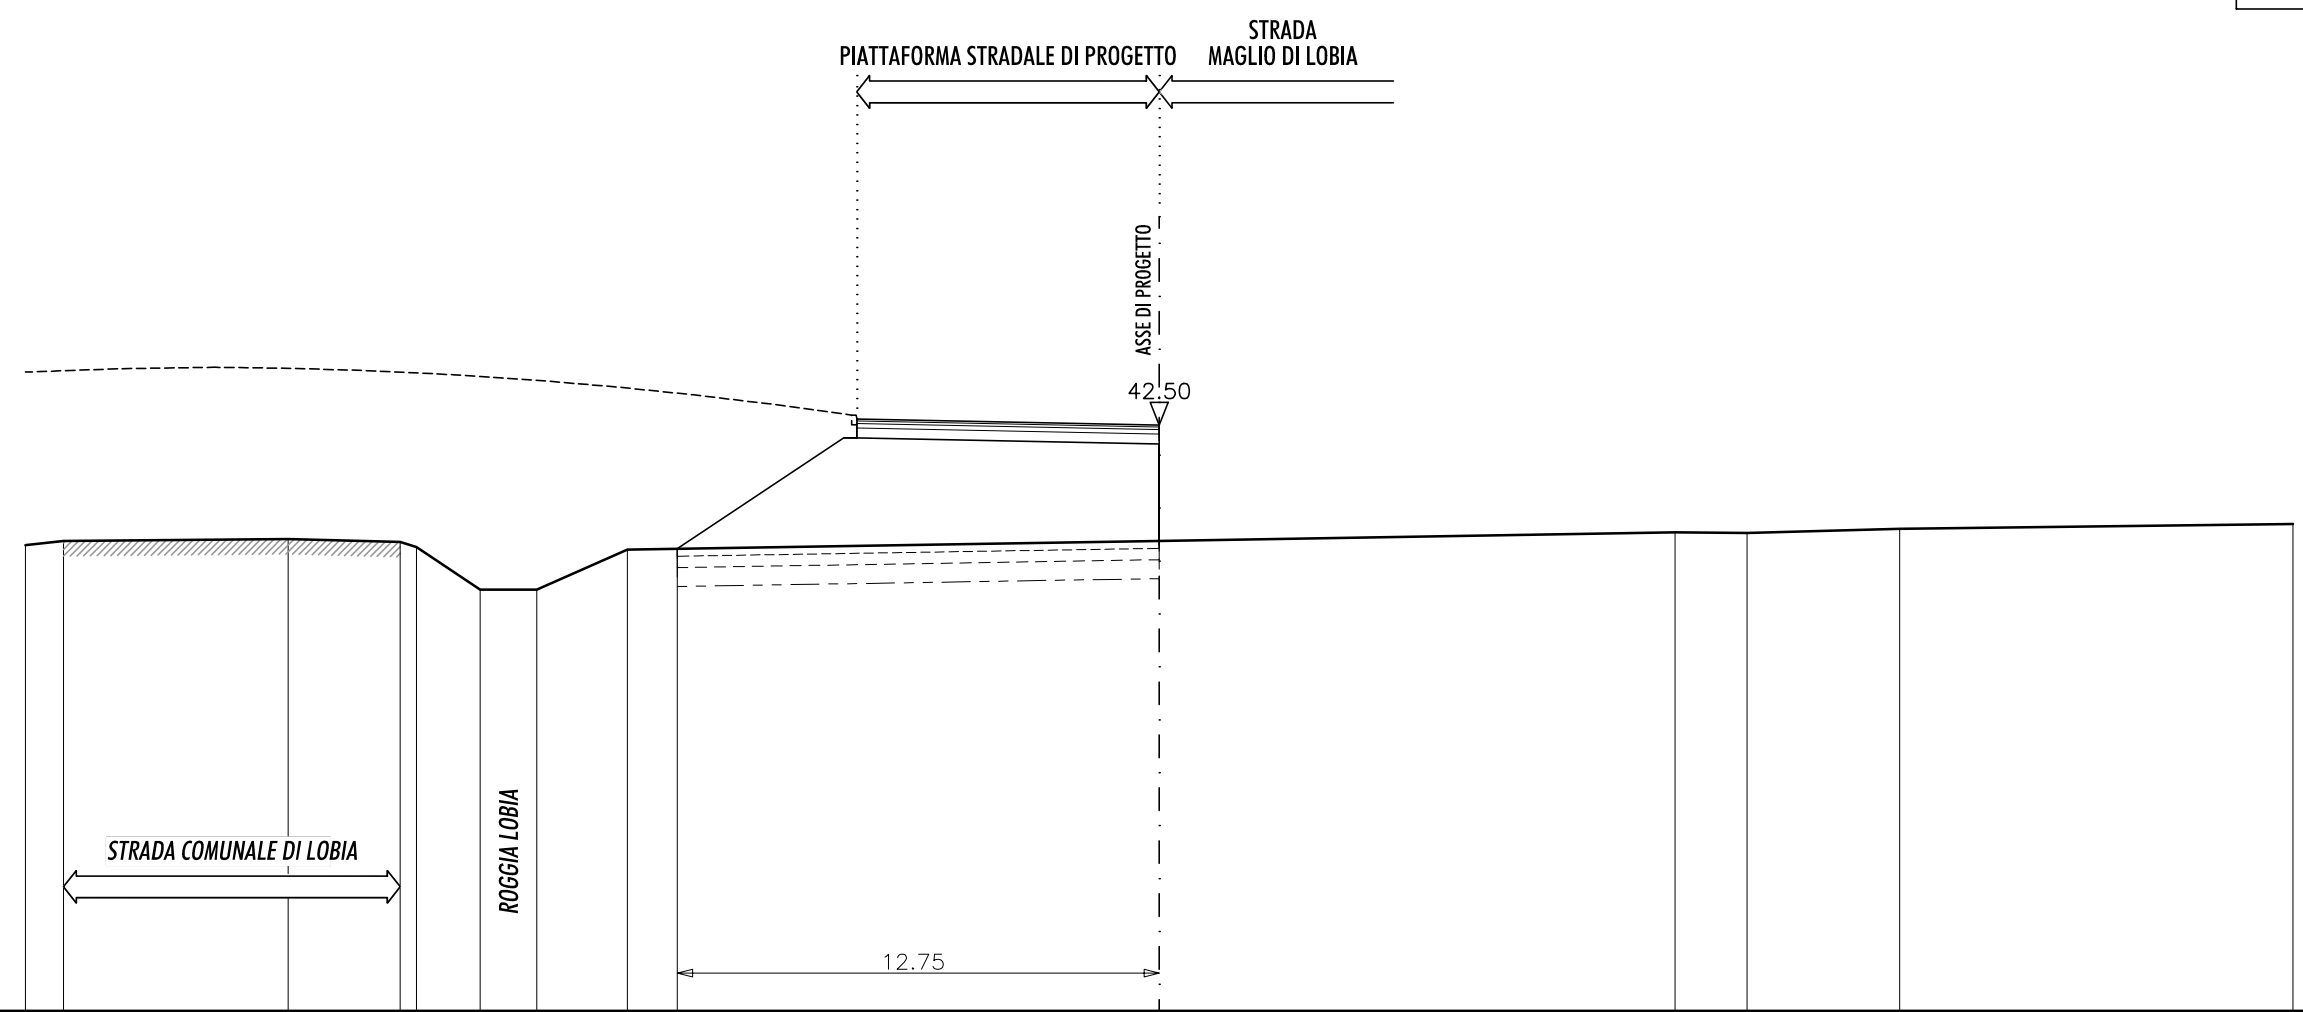 STRADA
PIATTAFORMA STRADALE DI PROGETTO
MAGLIO DI LOBIA
ASSE DI PROGETTO
42.50
STRADA COMUNALE DI LOBIA
ROGGIA LOBIA
12.75